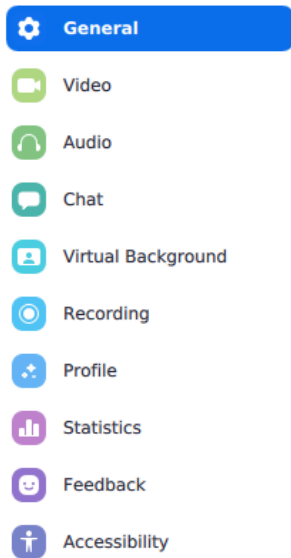 General
Video
Audio
Chat
Virtual Background
Recording
Profile
Statistics
Feedback
Accessibility